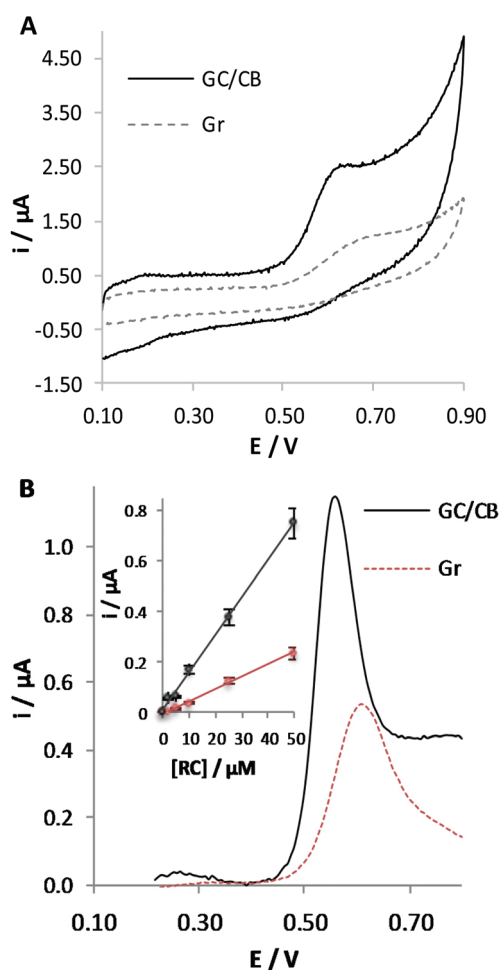 A
4.50
3.50
2.50
1.50
0.50
-0.50
-1.50
i / µA
GC/CB
Gr
0.10 0.30 0.50 0.70 0.90
E / V
B
1.0
0.8
0.6
0.4
0.2
0.0
i / µA
GC/CB
Gr
0.8
0.6
0.4
0.2
0
i / µA
0 10 20 30 40 50
[RC] / µM
0.10 0.30 0.50 0.70
E / V